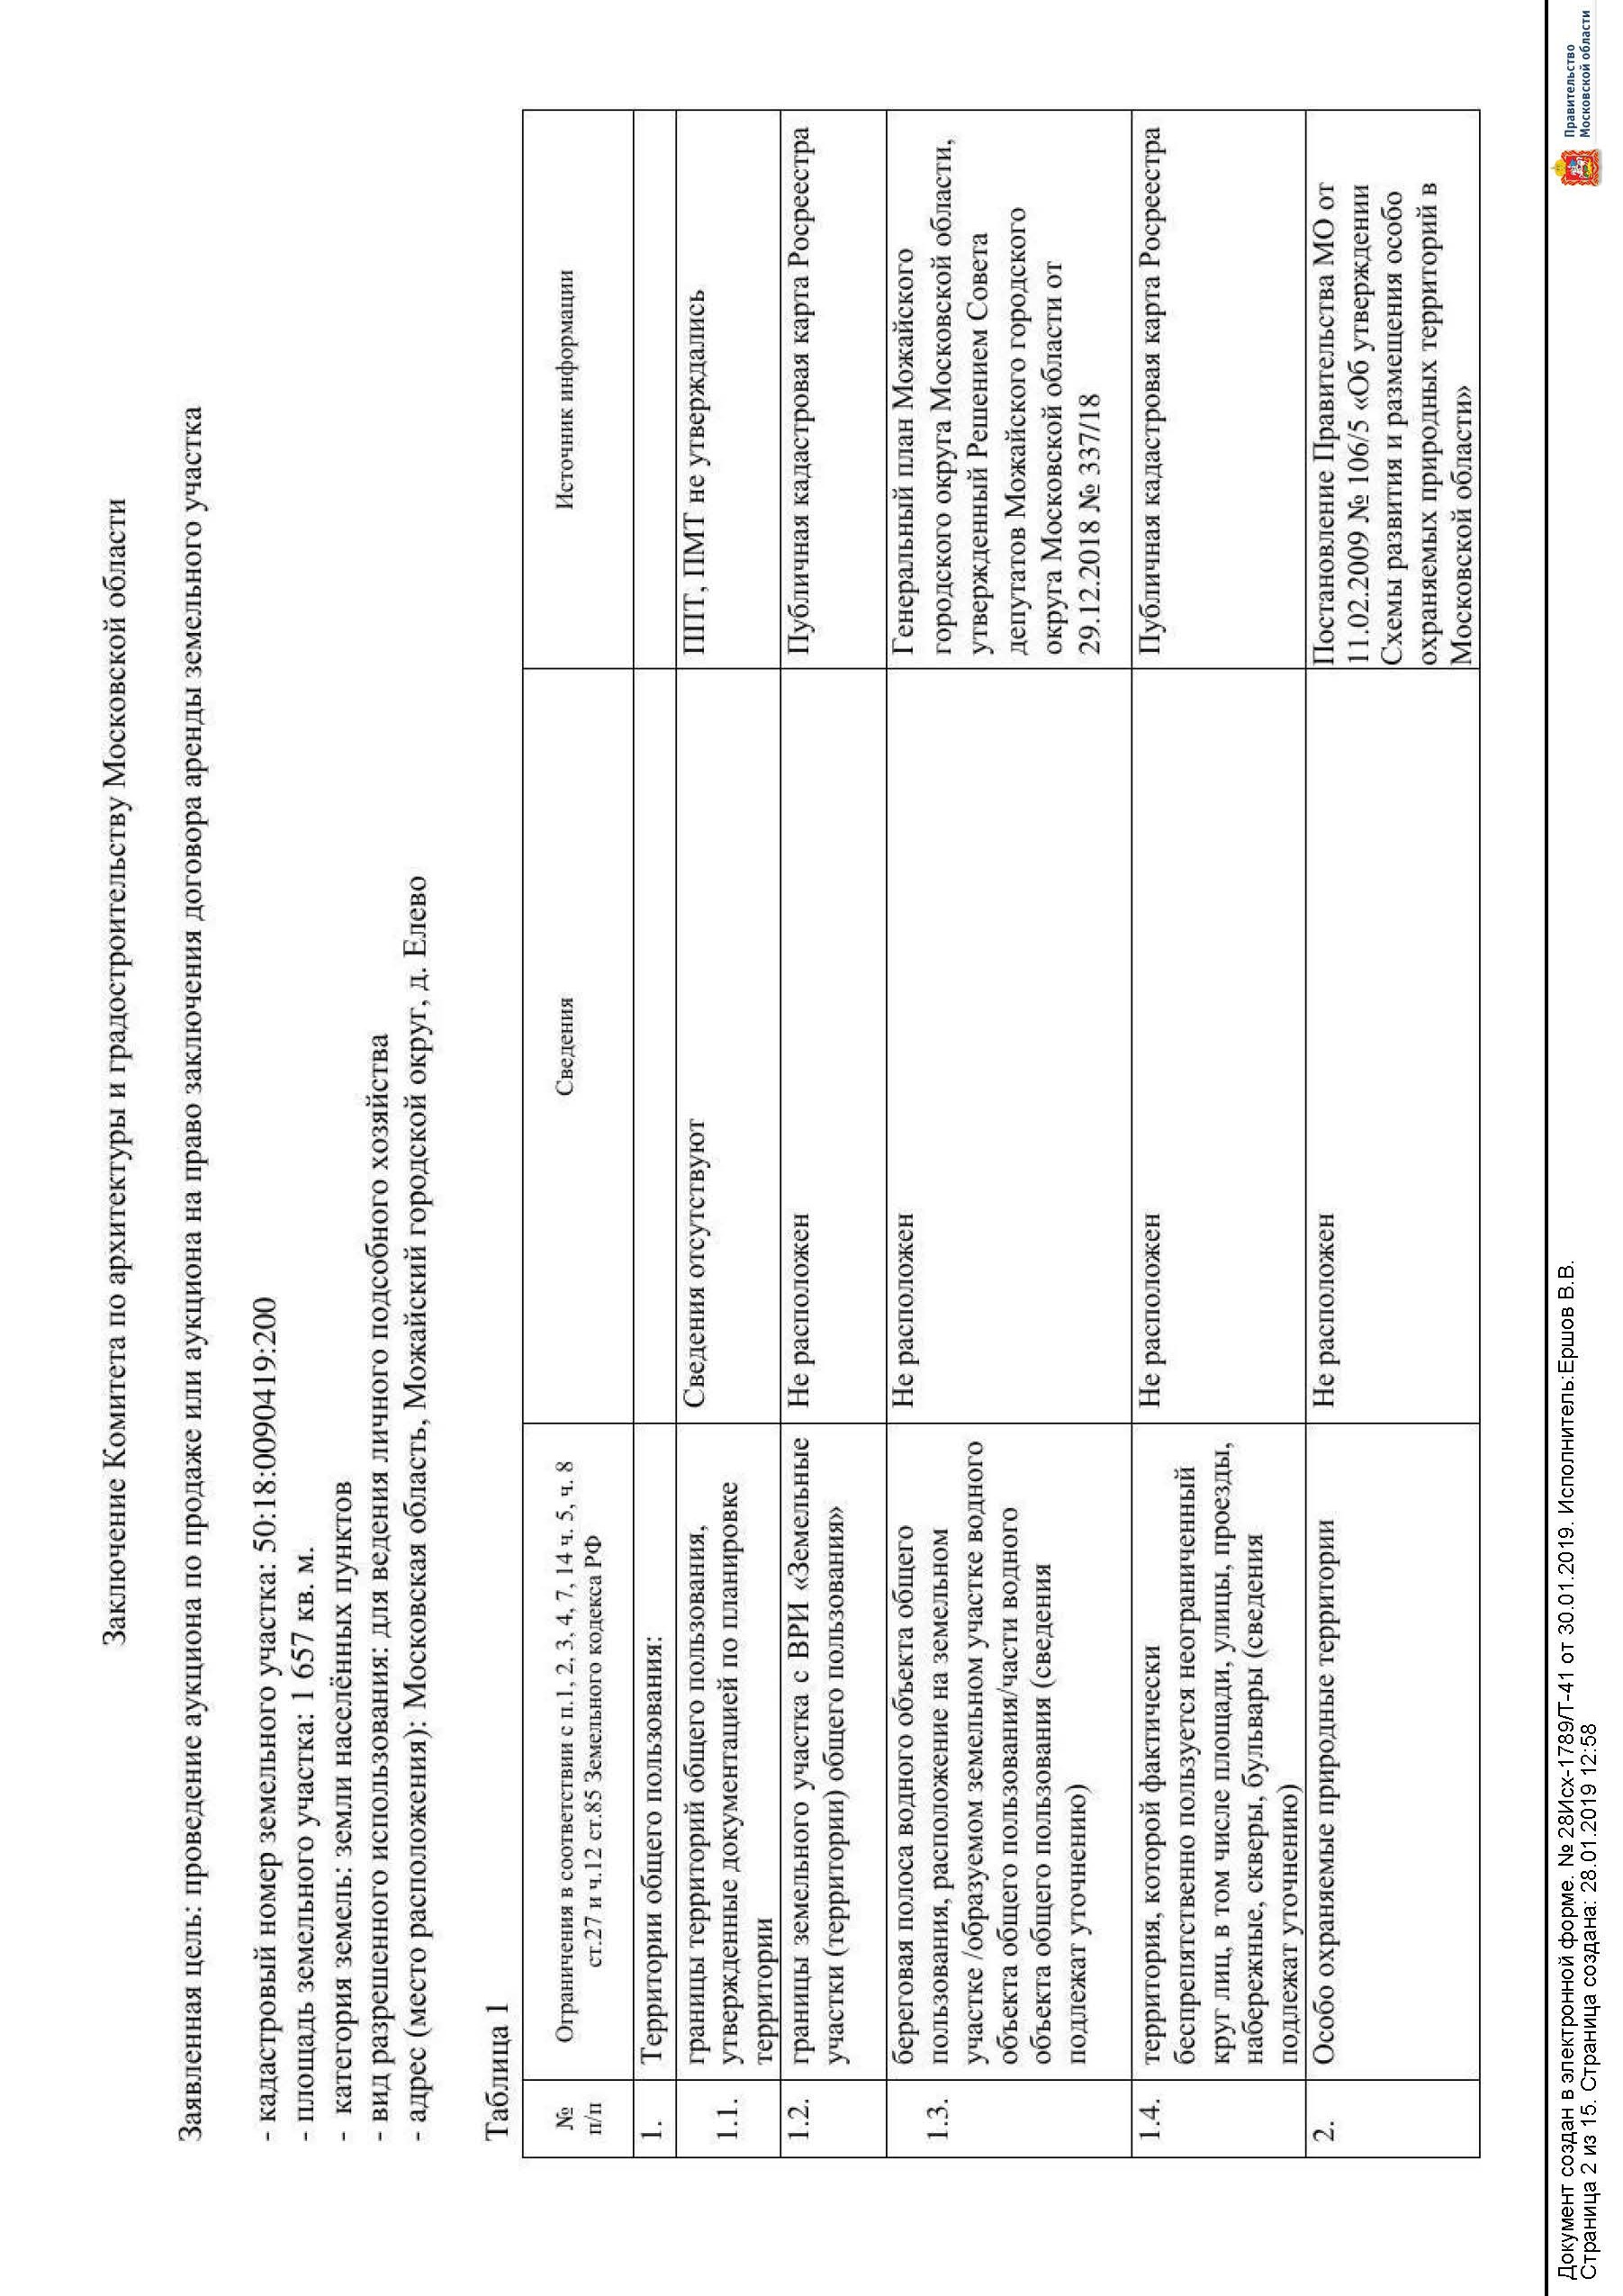 Заключение Комитета по архитектуры и градостроительству Московской области
Заявленная цель: проведение аукциона по продаже или аукциона на право заключения договора аренды земельного участка
- кадастровый номер земельного участка: 50:18:0090419:200
- площадь земельного участка: 1 657 кв. м.
- категория земель: земли населённых пунктов
- вид разрешенного использования: для ведения личного подсобного хозяйства
- адрес (место расположения): Московская область, Можайский городской округ, д. Елево
Таблица 1
№
п/п
Ограничения в соответствии с п.1, 2, 3, 4, 7, 14 ч. 5, ч. 8
ст.27 и ч.12 ст.85 Земельного кодекса РФ
Сведения
Источник информации
1.
Территории общего пользования:
1.1.
границы территорий общего пользования,
утвержденные документацией по планировке
территории
Сведения отсутствуют
ППТ, ПМТ не утверждались
1.2.
границы земельного участка с ВРИ «Земельные
участки (территории) общего пользования»
Не расположен
Публичная кадастровая карта Росреестра
1.3.
береговая полоса водного объекта общего
пользования, расположение на земельном
участке /образуемом земельном участке водного
объекта общего пользования/части водного
объекта общего пользования (сведения
подлежат уточнению)
Не расположен
Генеральный план Можайского
городского округа Московской области,
утвержденный Решением Совета
депутатов Можайского городского
округа Московской области от
29.12.2018 № 337/18
1.4.
территория, которой фактически
беспрепятственно пользуется неограниченный
круг лиц, в том числе площади, улицы, проезды,
набережные, скверы, бульвары (сведения
подлежат уточнению)
Не расположен
Публичная кадастровая карта Росреестра
2.
Особо охраняемые природные территории
Не расположен
Постановление Правительства МО от
11.02.2009 № 106/5 «Об утверждении
Схемы развития и размещения особо
охраняемых природных территорий в
Московской области»
Документ создан в электронной форме. № 28Исх-1789/Т-41 от 30.01.2019. Исполнитель:Ершов В.В.
Страница 2 из 15. Страница создана: 28.01.2019 12:58
Правительство
Московской области